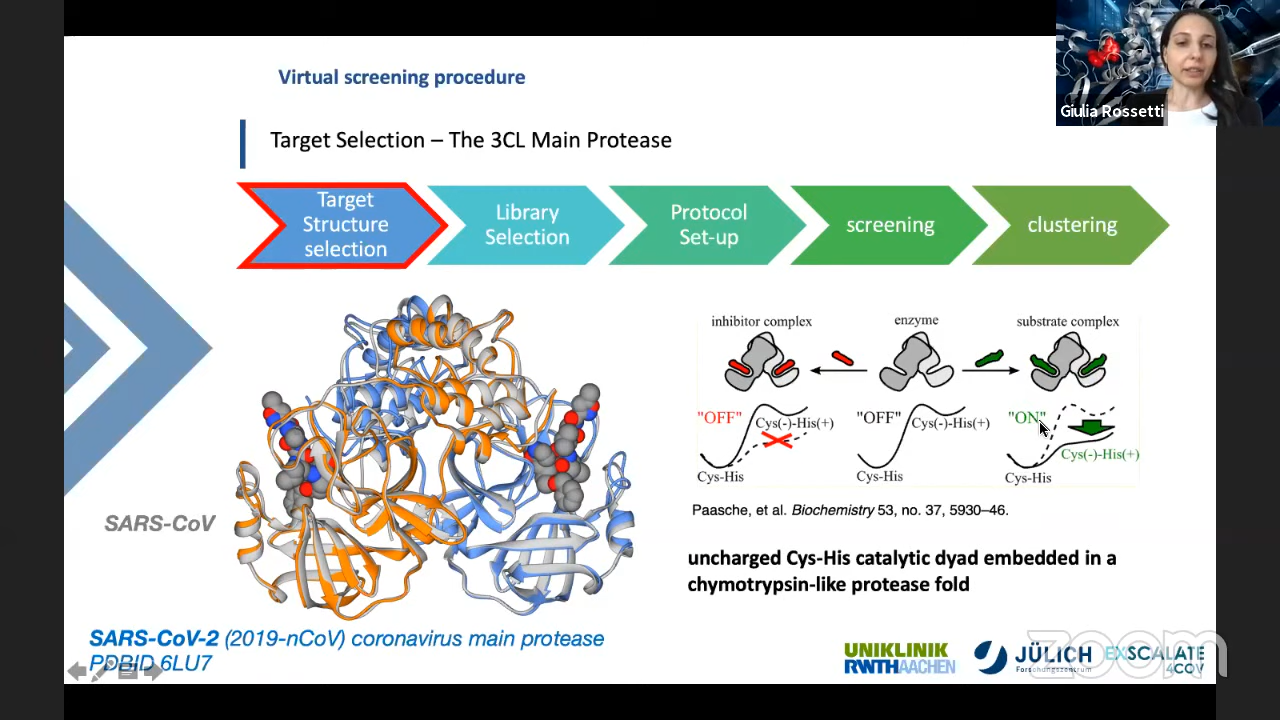 Giulia Rossetti
Virtual screening procedure
Target Selection – The 3CL Main Protease
Target
Structure
selection
Library
Selection
Protocol
Set-up
screening
clustering
inhibitor complex
enzyme
substrate complex
"OFF"
Cys(-)-His(+)
Cys-His
"OFF"
Cys(-)-His(+)
Cys-His
"ON"
Cys(-)-His(+)
Cys-His
Paasche, et al. Biochemistry 53, no. 37, 5930–46.
SARS-CoV
uncharged Cys-His catalytic dyad embedded in a
chymotrypsin-like protease fold
SARS-CoV-2 (2019-nCoV) coronavirus main protease
PDBID 6LU7
UNIKLINIK
RWTHAACHEN
JÜLICH
Forschungszentrum
EXSCALATE
4COV
zoom